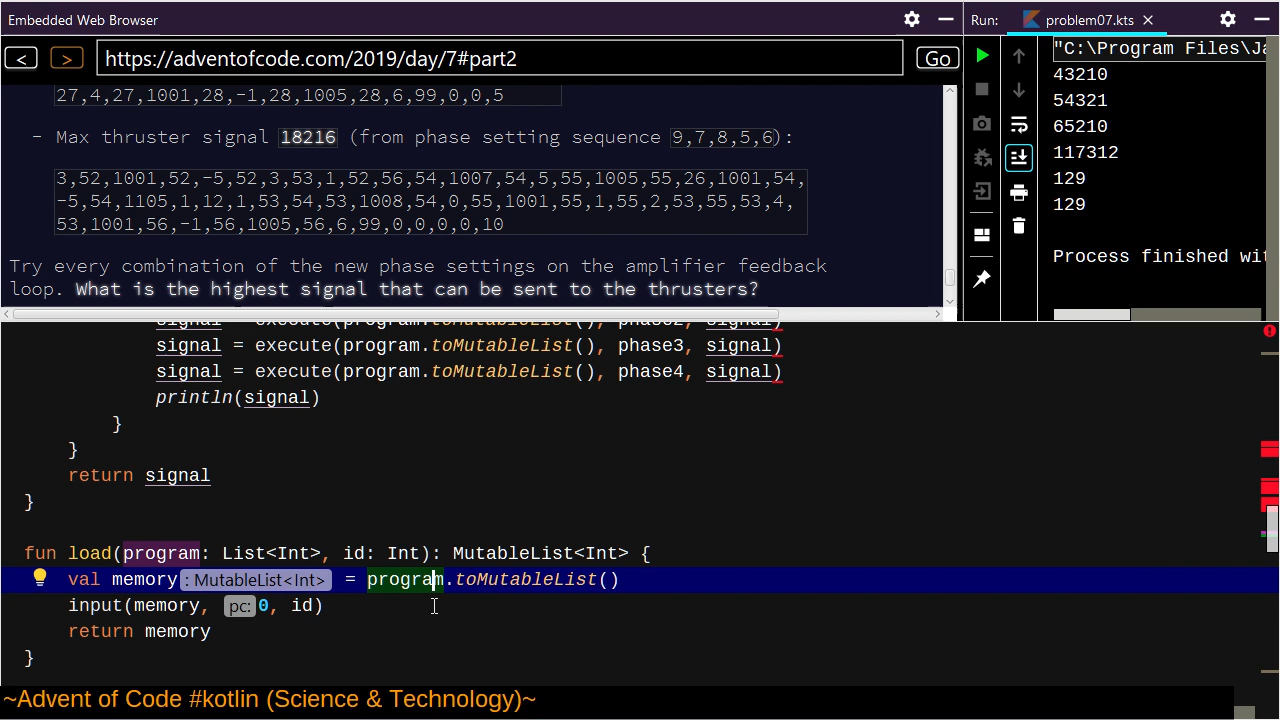 Embedded Web Browser
Run: problem07.kts
< > https://adventofcode.com/2019/day/7#part2 Go
27,4,27,1001,28,-1,28,1005,28,6,99,0,0,5
- Max thruster signal 18216 (from phase setting sequence 9,7,8,5,6):
3,52,1001,52,-5,52,3,53,1,52,56,54,1007,54,5,55,1005,55,26,1001,54,
-5,54,1105,1,12,1,53,54,53,1008,54,0,55,1001,55,1,55,2,53,55,53,4,
53,1001,56,-1,56,1005,56,6,99,0,0,0,0,10
Try every combination of the new phase settings on the amplifier feedback
loop. What is the highest signal that can be sent to the thrusters?
"C:\Program Files\Ja
43210
54321
65210
117312
129
129
Process finished wit
signal = execute(program.toMutableList(), phase2, signal)
signal = execute(program.toMutableList(), phase3, signal)
signal = execute(program.toMutableList(), phase4, signal)
println(signal)
}
}
return signal
}
fun load(program: List<Int>, id: Int): MutableList<Int> {
val memory : MutableList<Int> = program.toMutableList()
input(memory, pc: 0, id)
return memory
}
~Advent of Code #kotlin (Science & Technology)~